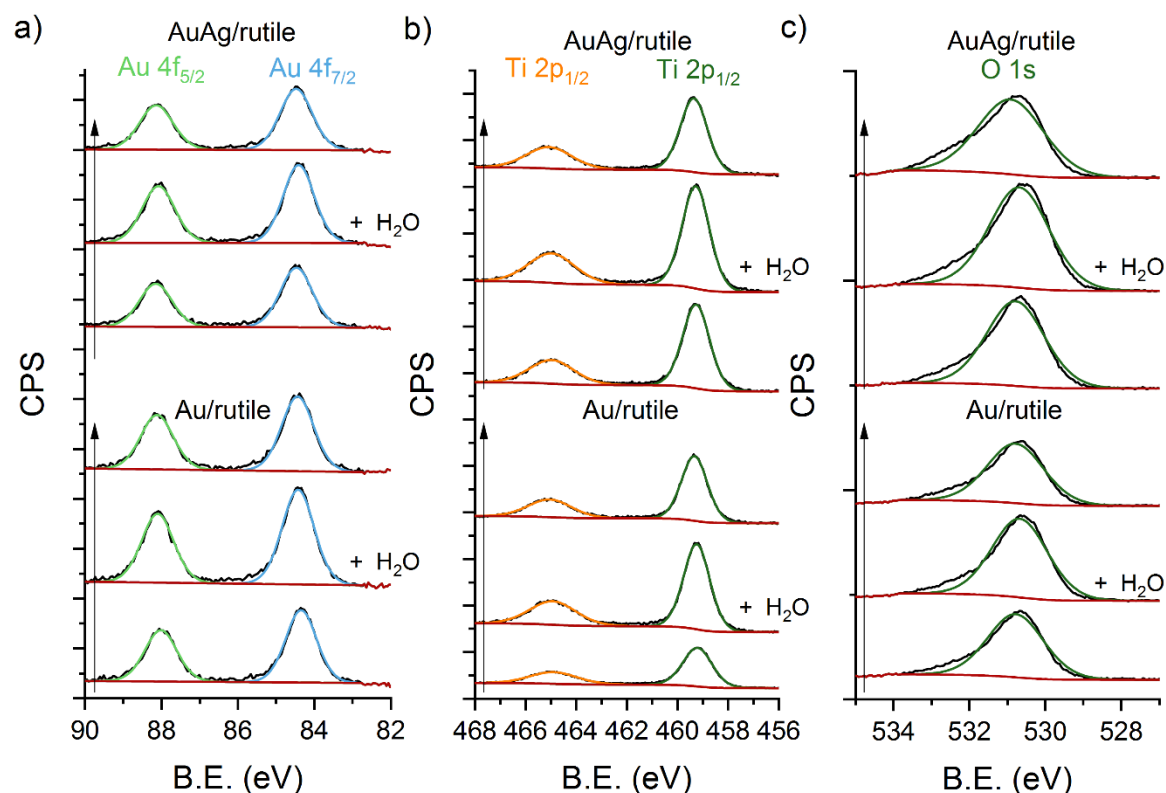 a)
AuAg/rutile
Au 4f5/2 Au 4f7/2
+ H2O
Au/rutile
+ H2O
CPS
90 88 86 84 82
B.E. (eV)
b)
AuAg/rutile
Ti 2p1/2 Ti 2p1/2
+ H2O
Au/rutile
+ H2O
CPS
468 466 464 462 460 458 456
B.E. (eV)
c)
AuAg/rutile
O 1s
+ H2O
Au/rutile
+ H2O
534 532 530 528
B.E. (eV)